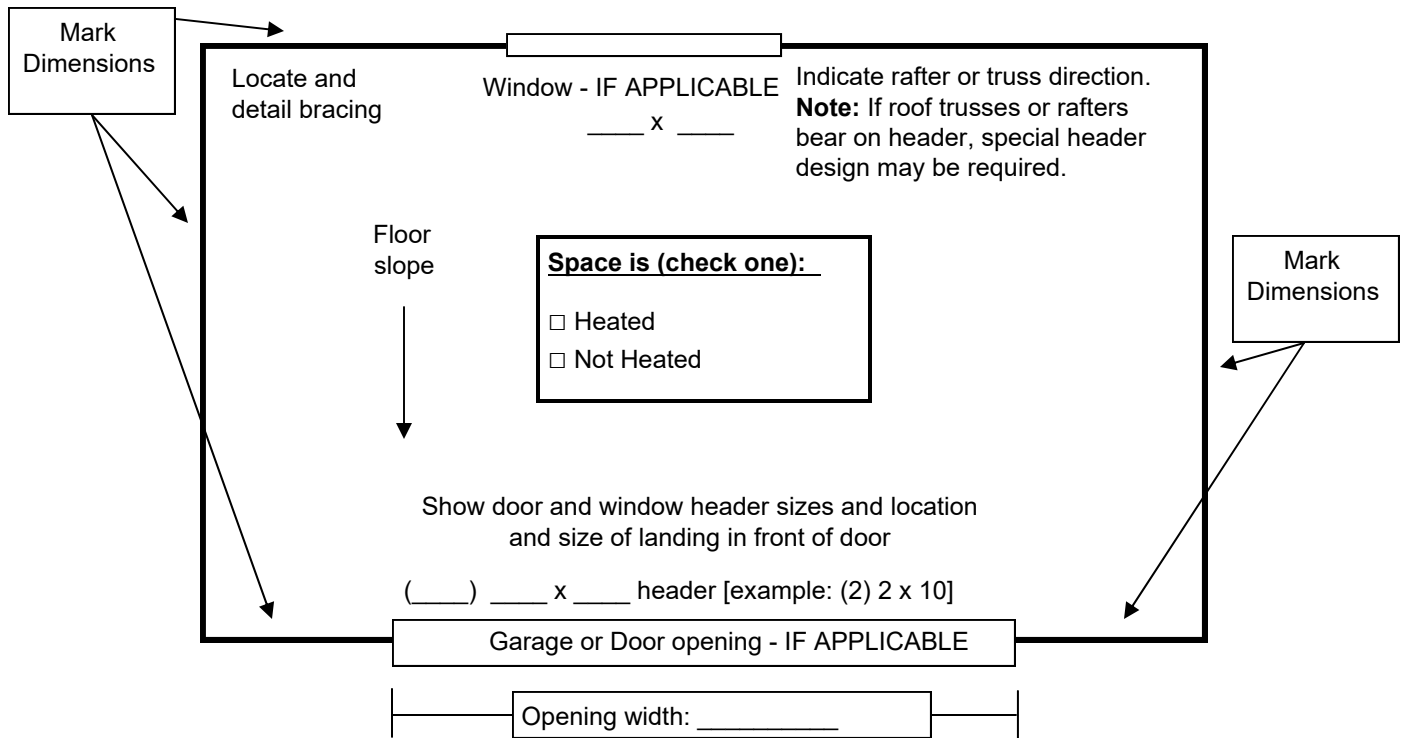 Mark
Dimensions
Locate and
detail bracing
Window - IF APPLICABLE
____ x ____
Indicate rafter or truss direction.
Note: If roof trusses or rafters
bear on header, special header
design may be required.
Floor
slope
Space is (check one):
□ Heated
□ Not Heated
Mark
Dimensions
Show door and window header sizes and location
and size of landing in front of door
(____) ____ x ____ header [example: (2) 2 x 10]
Garage or Door opening - IF APPLICABLE
Opening width: __________